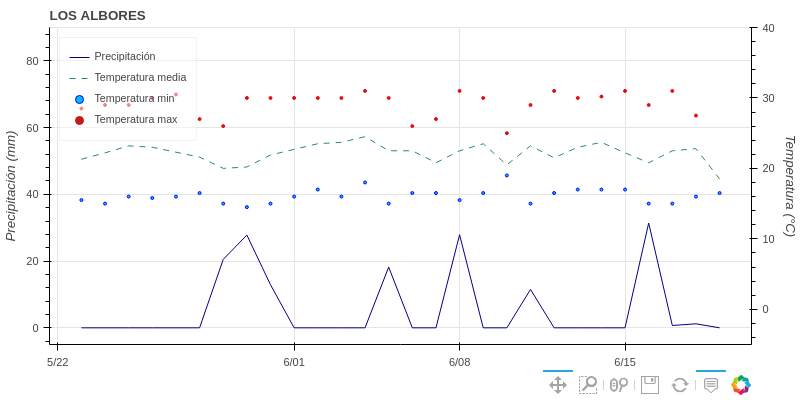 LOS ALBORES
Precipitación
Temperatura media
Temperatura min
Temperatura max
Precipitación (mm)
80
60
40
20
0
Temperatura (°C)
40
30
20
10
0
5/22
6/01
6/08
6/15